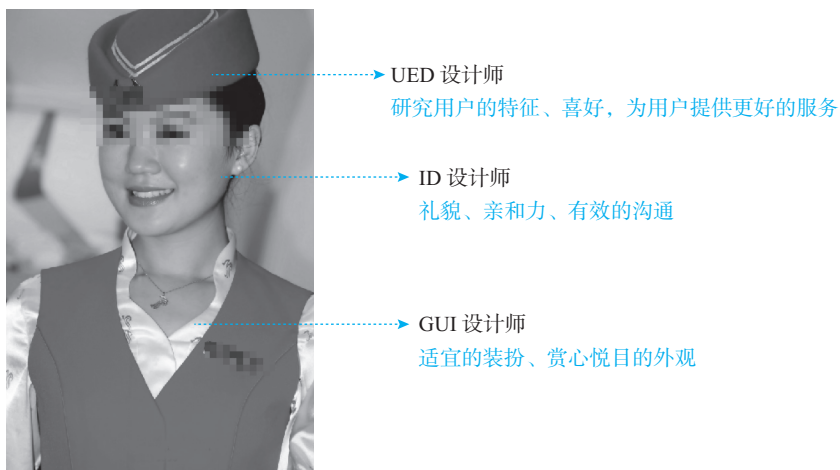 UED 设计师
研究用户的特征、喜好，为用户提供更好的服务
ID 设计师
礼貌、亲和力、有效的沟通
GUI 设计师
适宜的装扮、赏心悦目的外观